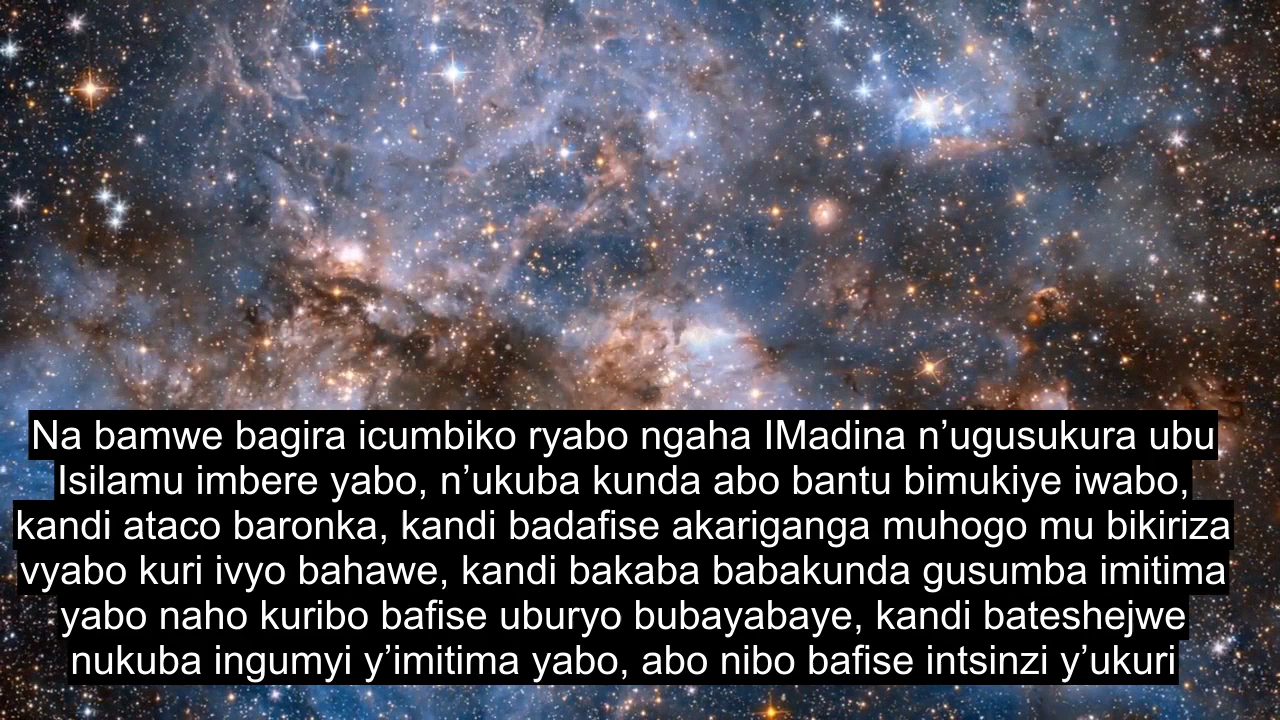 Na bamwe bagira icumbiko ryabo ngaha IMadina n’ugusukura ubu
Isilamu imbere yabo, n’ukuba kunda abo bantu bimukiye iwabo,
kandi ataco baronka, kandi badafise akariganga muhogo mu bikiriza
vyabo kuri ivyo bahawe, kandi bakaba babakunda gusumba imitima
yabo naho kuribo bafise uburyo bubayabaye, kandi bateshejwe
nukuba ingumyi y’imitima yabo, abo nibo bafise intsinzi y’ukuri